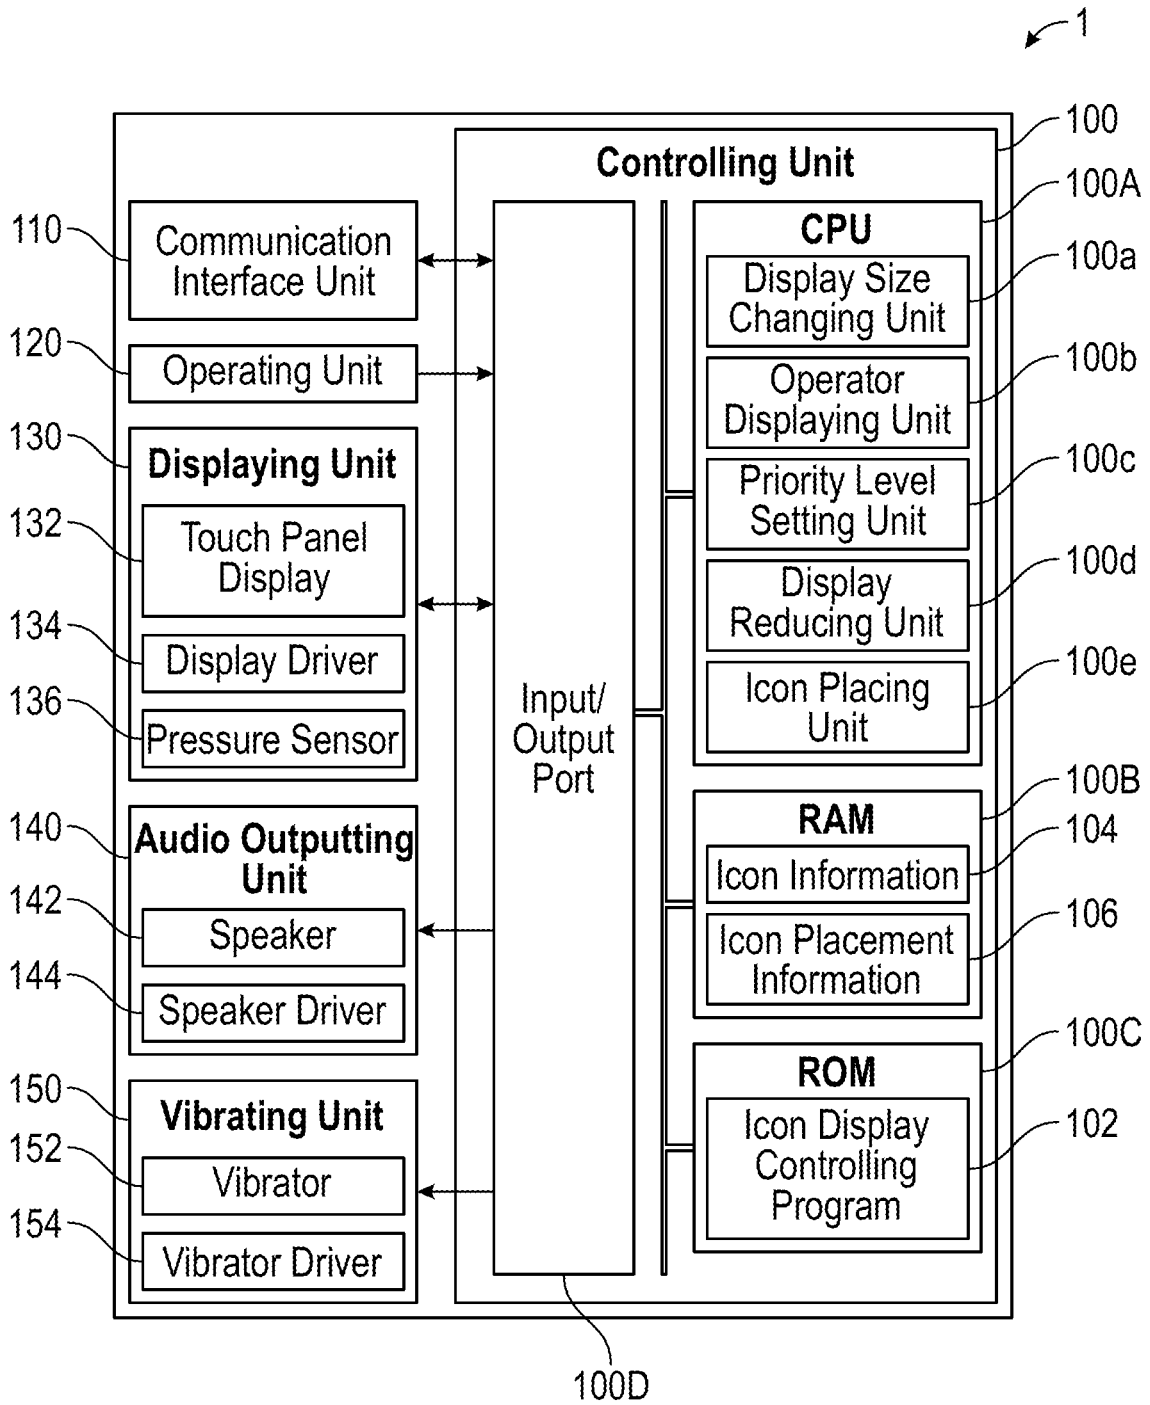 1
100
Controlling Unit
100A
110
Communication
Interface Unit
CPU
100a
Display Size
Changing Unit
120
Operating Unit
100b
Operator
Displaying Unit
130
Displaying Unit
100c
Priority Level
Setting Unit
132
Touch Panel
Display
100d
Display
Reducing Unit
134
Display Driver
100e
Icon Placing
Unit
136
Pressure Sensor
Input/
Output
Port
100B
RAM
140
Audio Outputting
Unit
104
Icon Information
142
Speaker
106
Icon Placement
Information
144
Speaker Driver
100C
ROM
150
Vibrating Unit
102
Icon Display
Controlling
Program
152
Vibrator
154
Vibrator Driver
100D